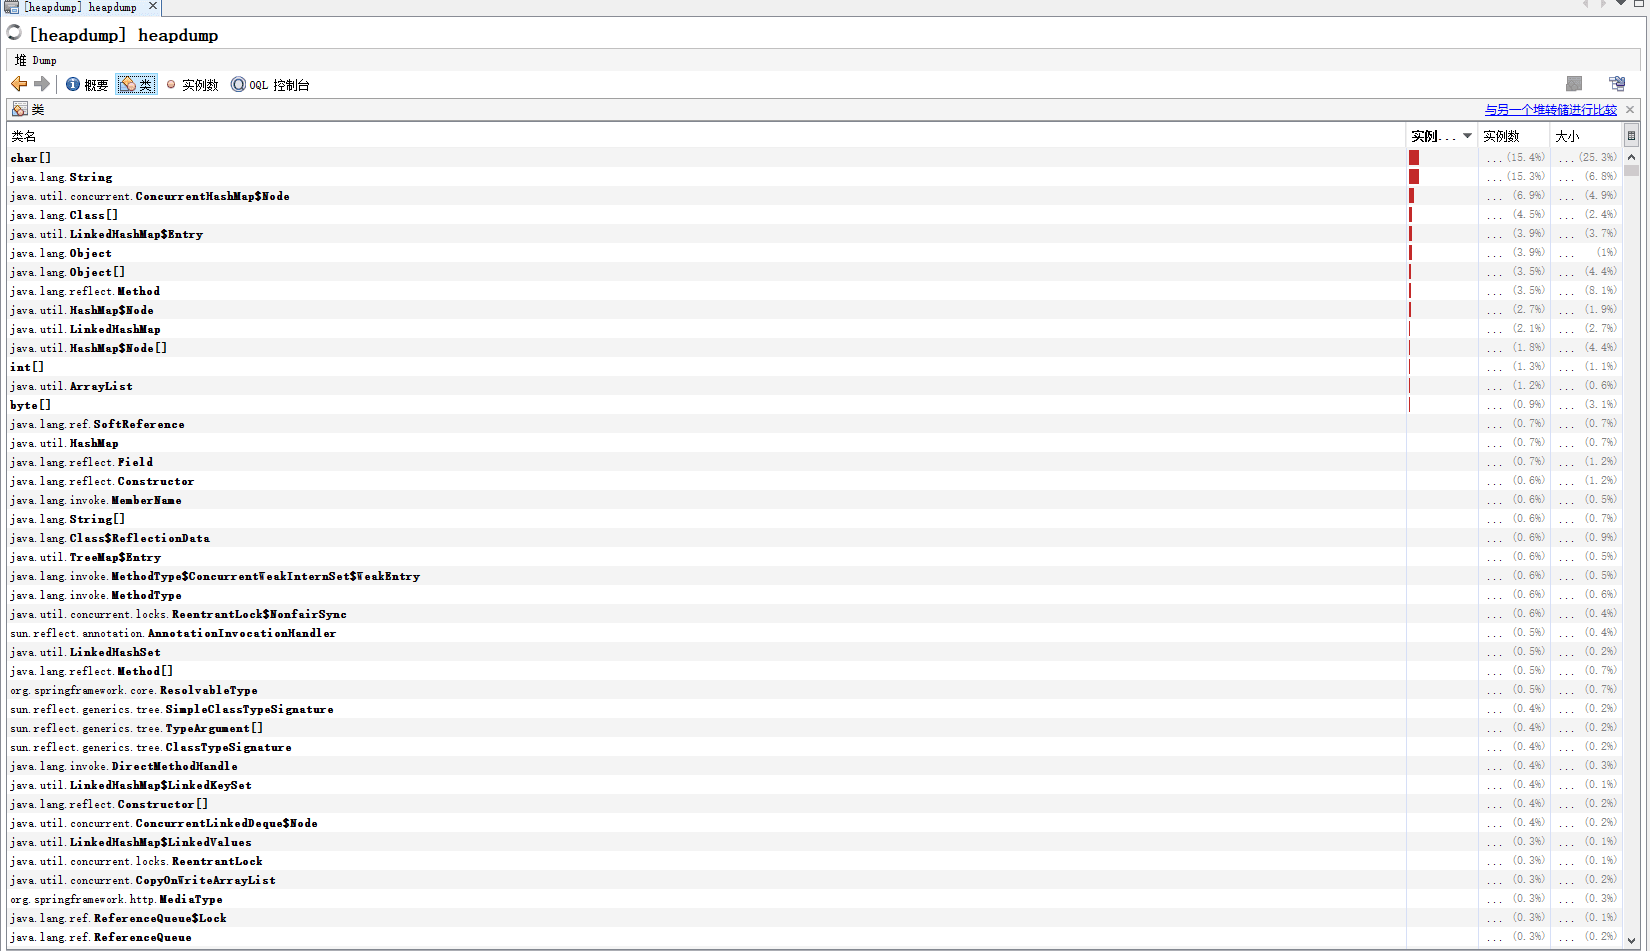 [heapdump] heapdump
[heapdump] heapdump
堆 Dump
概要 类 实例数 OQL 控制台
类 与另一个堆转储进行比较
类名 实例... 实例数 大小
char[] ... (15.4%) ... (25.3%)
java.lang.String ... (15.3%) ... (6.8%)
java.util.concurrent.ConcurrentHashMap$Node ... (6.9%) ... (4.9%)
java.lang.Class[] ... (4.5%) ... (2.4%)
java.util.LinkedHashMap$Entry ... (3.9%) ... (3.7%)
java.lang.Object ... (3.9%) ... (1%)
java.lang.Object[] ... (3.5%) ... (4.4%)
java.lang.reflect.Method ... (3.5%) ... (8.1%)
java.util.HashMap$Node ... (2.7%) ... (1.9%)
java.util.LinkedHashMap ... (2.1%) ... (2.7%)
java.util.HashMap$Node[] ... (1.8%) ... (4.4%)
int[] ... (1.3%) ... (1.1%)
java.util.ArrayList ... (1.2%) ... (0.6%)
byte[] ... (0.9%) ... (3.1%)
java.lang.ref.SoftReference ... (0.7%) ... (0.7%)
java.util.HashMap ... (0.7%) ... (0.7%)
java.lang.reflect.Field ... (0.7%) ... (1.2%)
java.lang.reflect.Constructor ... (0.6%) ... (1.2%)
java.lang.invoke.MemberName ... (0.6%) ... (0.5%)
java.lang.String[] ... (0.6%) ... (0.7%)
java.lang.Class$ReflectionData ... (0.6%) ... (0.9%)
java.util.TreeMap$Entry ... (0.6%) ... (0.5%)
java.lang.invoke.MethodType$ConcurrentWeakInternSet$WeakEntry ... (0.6%) ... (0.5%)
java.lang.invoke.MethodType ... (0.6%) ... (0.6%)
java.util.concurrent.locks.ReentrantLock$NonfairSync ... (0.6%) ... (0.4%)
sun.reflect.annotation.AnnotationInvocationHandler ... (0.5%) ... (0.4%)
java.util.LinkedHashSet ... (0.5%) ... (0.2%)
java.lang.reflect.Method[] ... (0.5%) ... (0.7%)
org.springframework.core.ResolvableType ... (0.5%) ... (0.7%)
sun.reflect.generics.tree.SimpleClassTypeSignature ... (0.4%) ... (0.2%)
sun.reflect.generics.tree.TypeArgument[] ... (0.4%) ... (0.2%)
sun.reflect.generics.tree.ClassTypeSignature ... (0.4%) ... (0.2%)
java.lang.invoke.DirectMethodHandle ... (0.4%) ... (0.3%)
java.util.LinkedHashMap$LinkedKeySet ... (0.4%) ... (0.1%)
java.lang.reflect.Constructor[] ... (0.4%) ... (0.2%)
java.util.concurrent.ConcurrentLinkedDeque$Node ... (0.4%) ... (0.2%)
java.util.LinkedHashMap$LinkedValues ... (0.3%) ... (0.1%)
java.util.concurrent.locks.ReentrantLock ... (0.3%) ... (0.1%)
java.util.concurrent.CopyOnWriteArrayList ... (0.3%) ... (0.2%)
org.springframework.http.MediaType ... (0.3%) ... (0.3%)
java.lang.ref.ReferenceQueue$Lock ... (0.3%) ... (0.1%)
java.lang.ref.ReferenceQueue ... (0.3%) ... (0.2%)